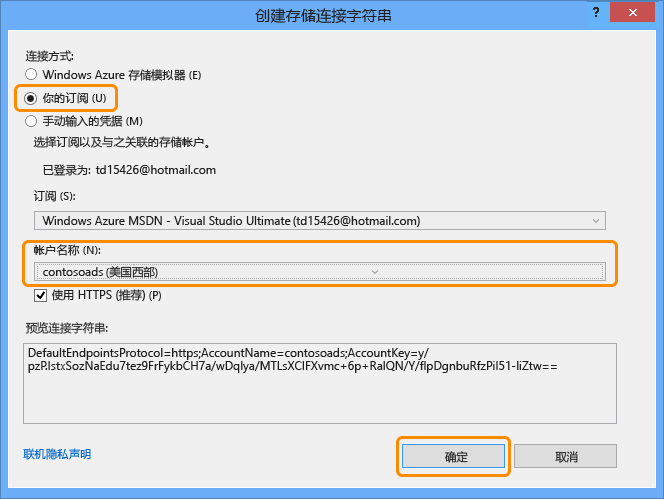 创建存储连接字符串
?
连接方式:
Windows Azure 存储模拟器 (E)
你的订阅 (U)
手动输入的凭据 (M)
选择订阅以及与之关联的存储帐户。
已登录为: td15426@hotmail.com
订阅 (S):
Windows Azure MSDN - Visual Studio Ultimate (td15426@hotmail.com)
帐户名称 (N):
contosoads (美国西部)
使用 HTTPS (推荐) (P)
预览连接字符串:
DefaultEndpointsProtocol=https;AccountName=contosoads;AccountKey=y/
pzP.lstxSozNaEdu7tez9FrFykbCH7a/wDqIya/MTLsXCIFXvmc+6p+RaIQN/Y/flpDgnbuRfzPil51-liZtw==
联机隐私声明
确定
取消